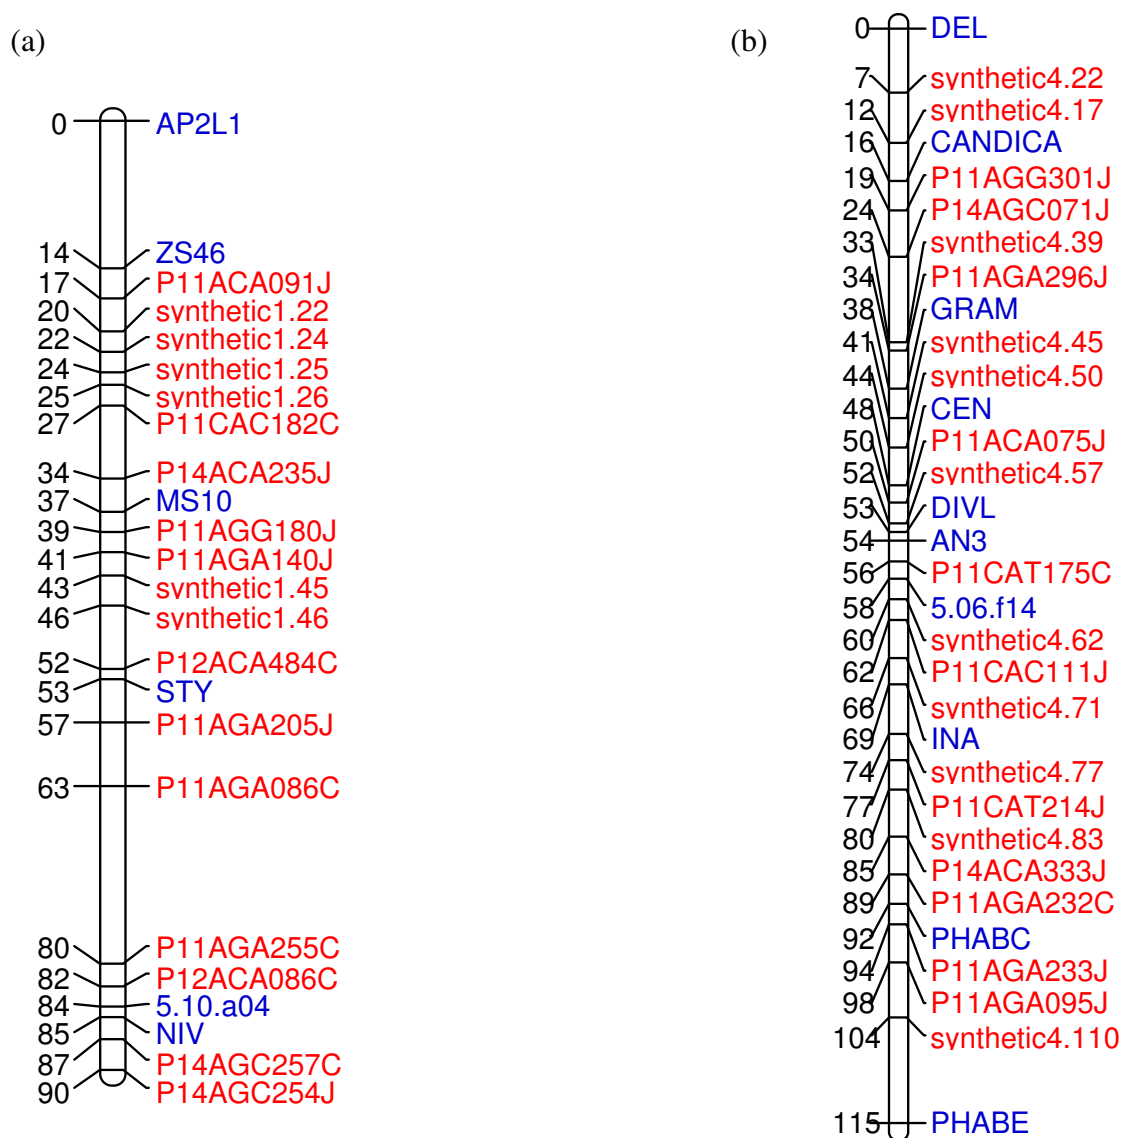 (a)
0 AP2L1
14 ZS46
17 P11ACA091J
20 synthetic1.22
22 synthetic1.24
24 synthetic1.25
25 synthetic1.26
27 P11CAC182C
34 P14ACA235J
37 MS10
39 P11AGG180J
41 P11AGA140J
43 synthetic1.45
46 synthetic1.46
52 P12ACA484C
53 STY
57 P11AGA205J
63 P11AGA086C
80 P11AGA255C
82 P12ACA086C
84 5.10.a04
85 NIV
87 P14AGC257C
90 P14AGC254J
(b)
0 DEL
7 synthetic4.22
12 synthetic4.17
16 CANDICA
19 P11AGG301J
24 P14AGC071J
33 synthetic4.39
34 P11AGA296J
38 GRAM
41 synthetic4.45
44 synthetic4.50
48 CEN
50 P11ACA075J
52 synthetic4.57
53 DIVL
54 AN3
56 P11CAT175C
58 5.06.f14
60 synthetic4.62
62 P11CAC111J
66 synthetic4.71
69 INA
74 synthetic4.77
77 P11CAT214J
80 synthetic4.83
85 P14ACA333J
89 P11AGA232C
92 PHABC
94 P11AGA233J
98 P11AGA095J
104 synthetic4.110
115 PHABE